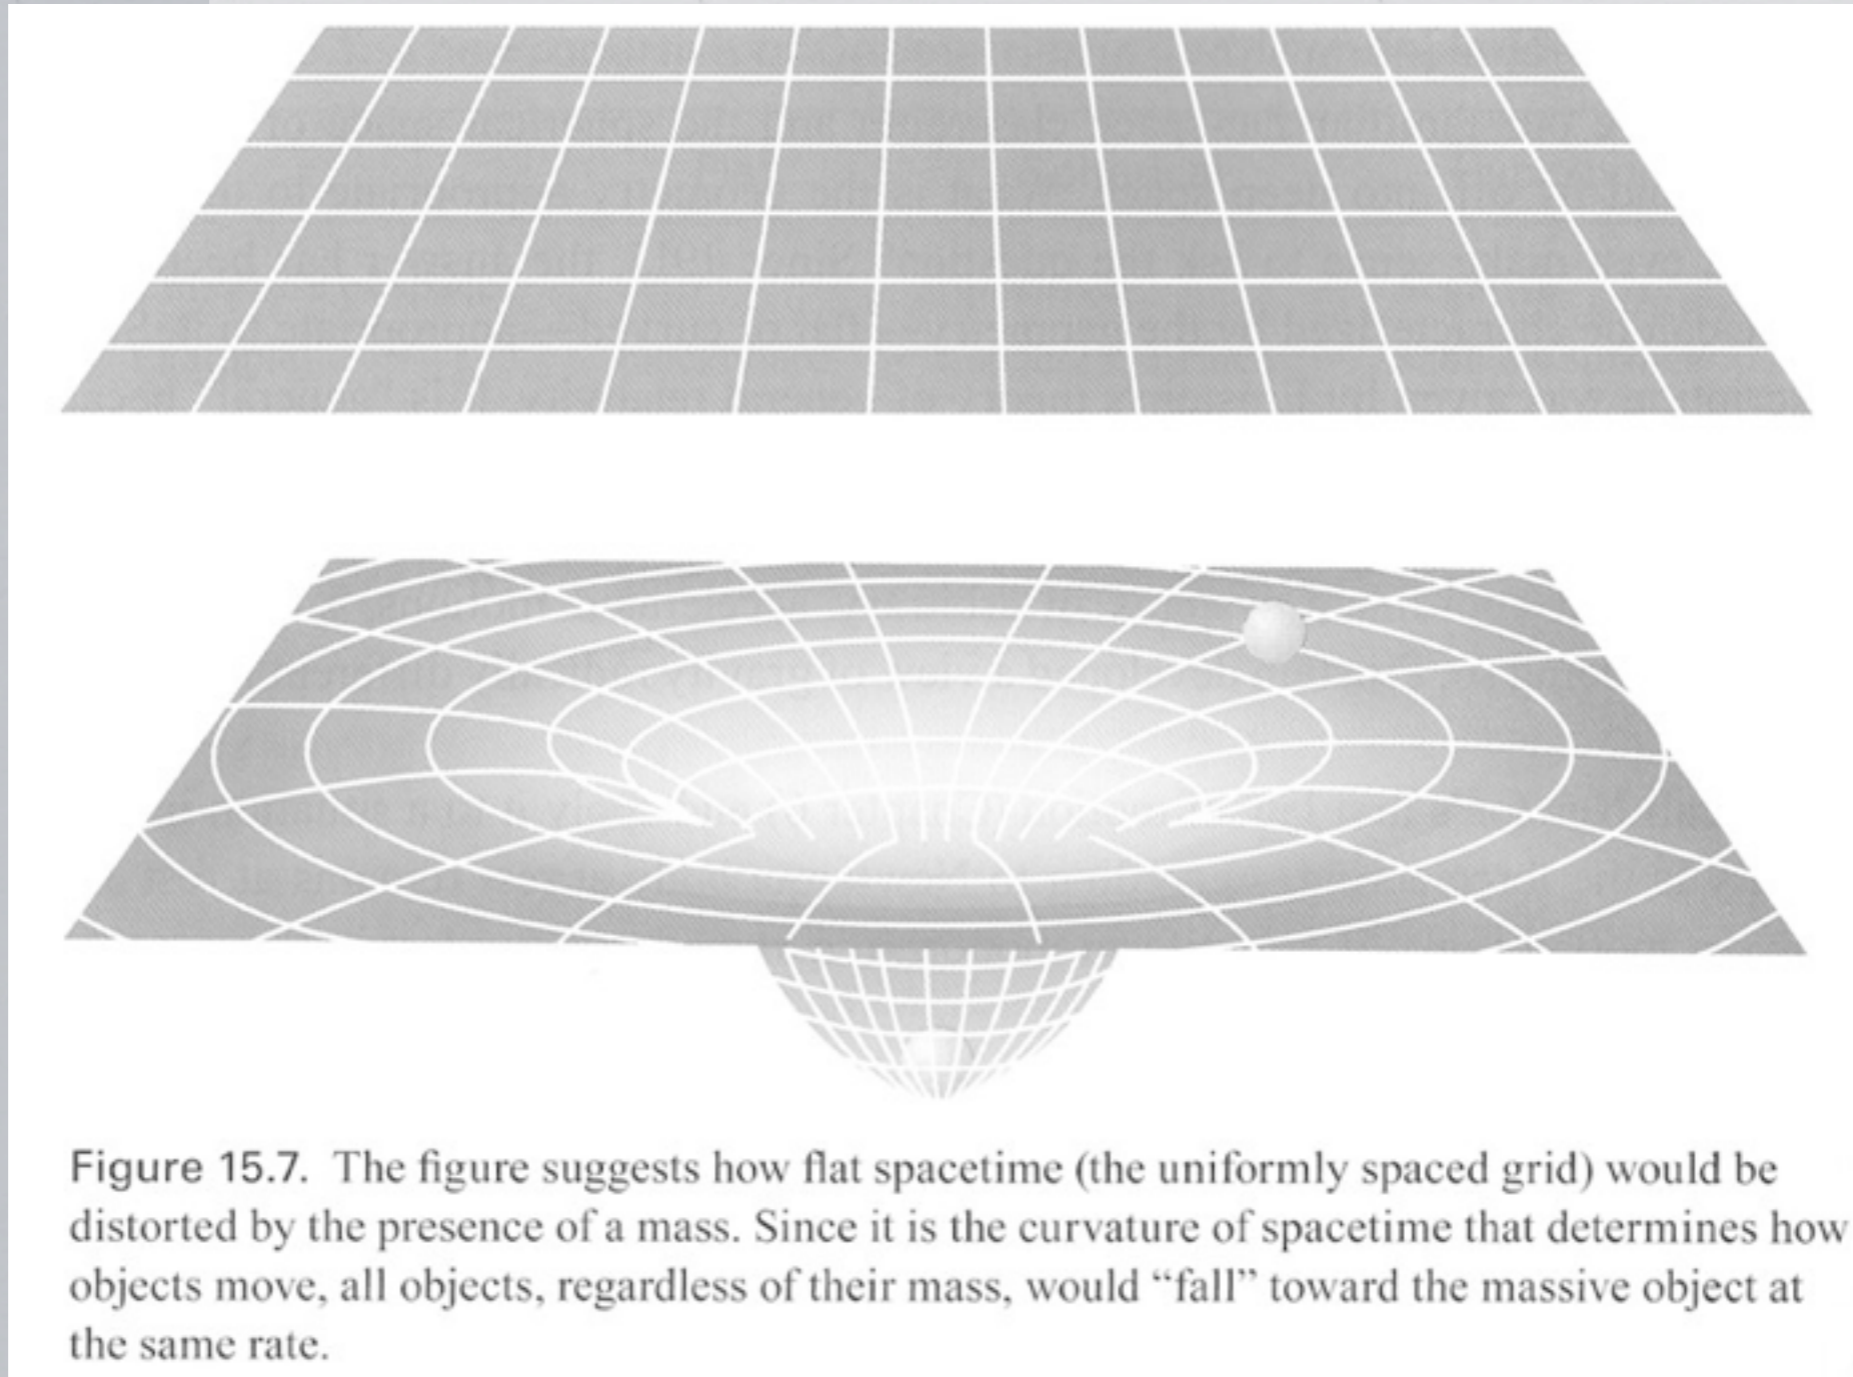 Figure 15.7. The figure suggests how flat spacetime (the uniformly spaced grid) would be
distorted by the presence of a mass. Since it is the curvature of spacetime that determines how
objects move, all objects, regardless of their mass, would “fall” toward the massive object at
the same rate.